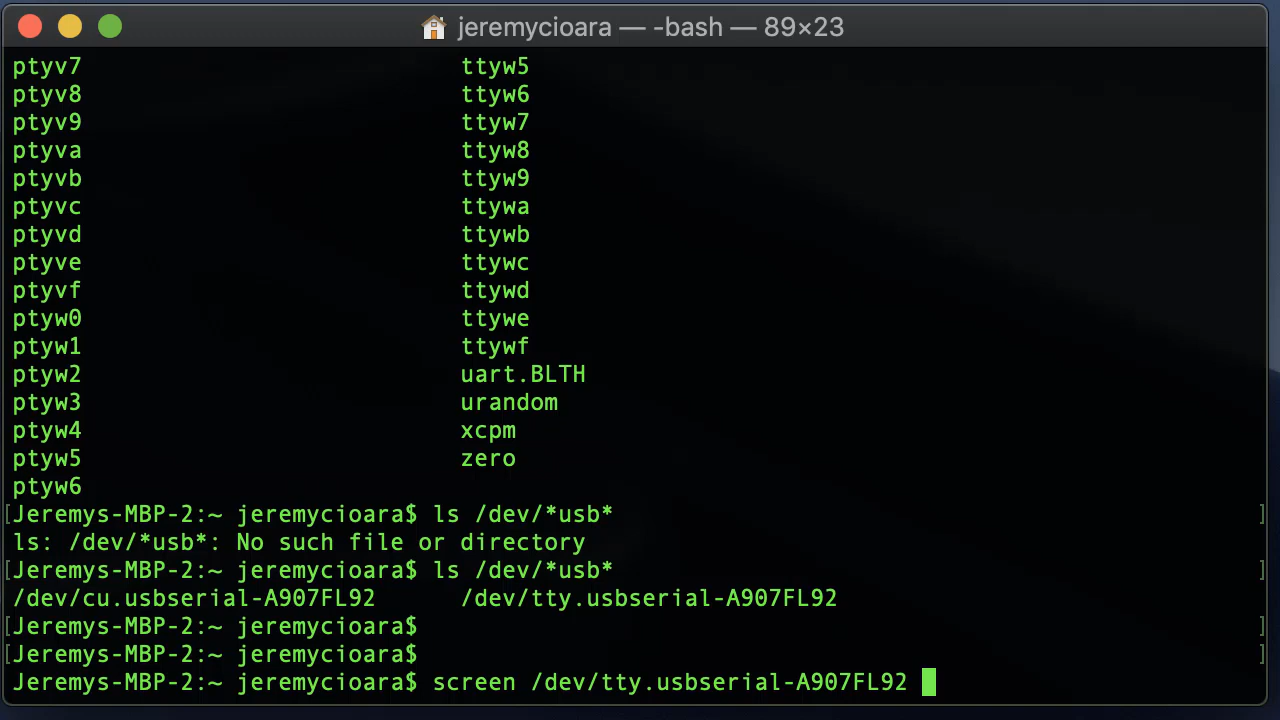 jeremycioara — -bash — 89×23
ptyv7 ttyw5
ptyv8 ttyw6
ptyv9 ttyw7
ptyva ttyw8
ptyvb ttyw9
ptyvc ttywa
ptyvd ttywb
ptyve ttywc
ptyvf ttywd
ptyw0 ttywe
ptyw1 ttywf
ptyw2 uart.BLTH
ptyw3 urandom
ptyw4 xcpm
ptyw5 zero
ptyw6
[Jeremys-MBP-2:~ jeremycioara$ ls /dev/*usb* ]
ls: /dev/*usb*: No such file or directory
[Jeremys-MBP-2:~ jeremycioara$ ls /dev/*usb* ]
/dev/cu.usbserial-A907FL92 /dev/tty.usbserial-A907FL92
[Jeremys-MBP-2:~ jeremycioara$ ]
[Jeremys-MBP-2:~ jeremycioara$ ]
Jeremys-MBP-2:~ jeremycioara$ screen /dev/tty.usbserial-A907FL92